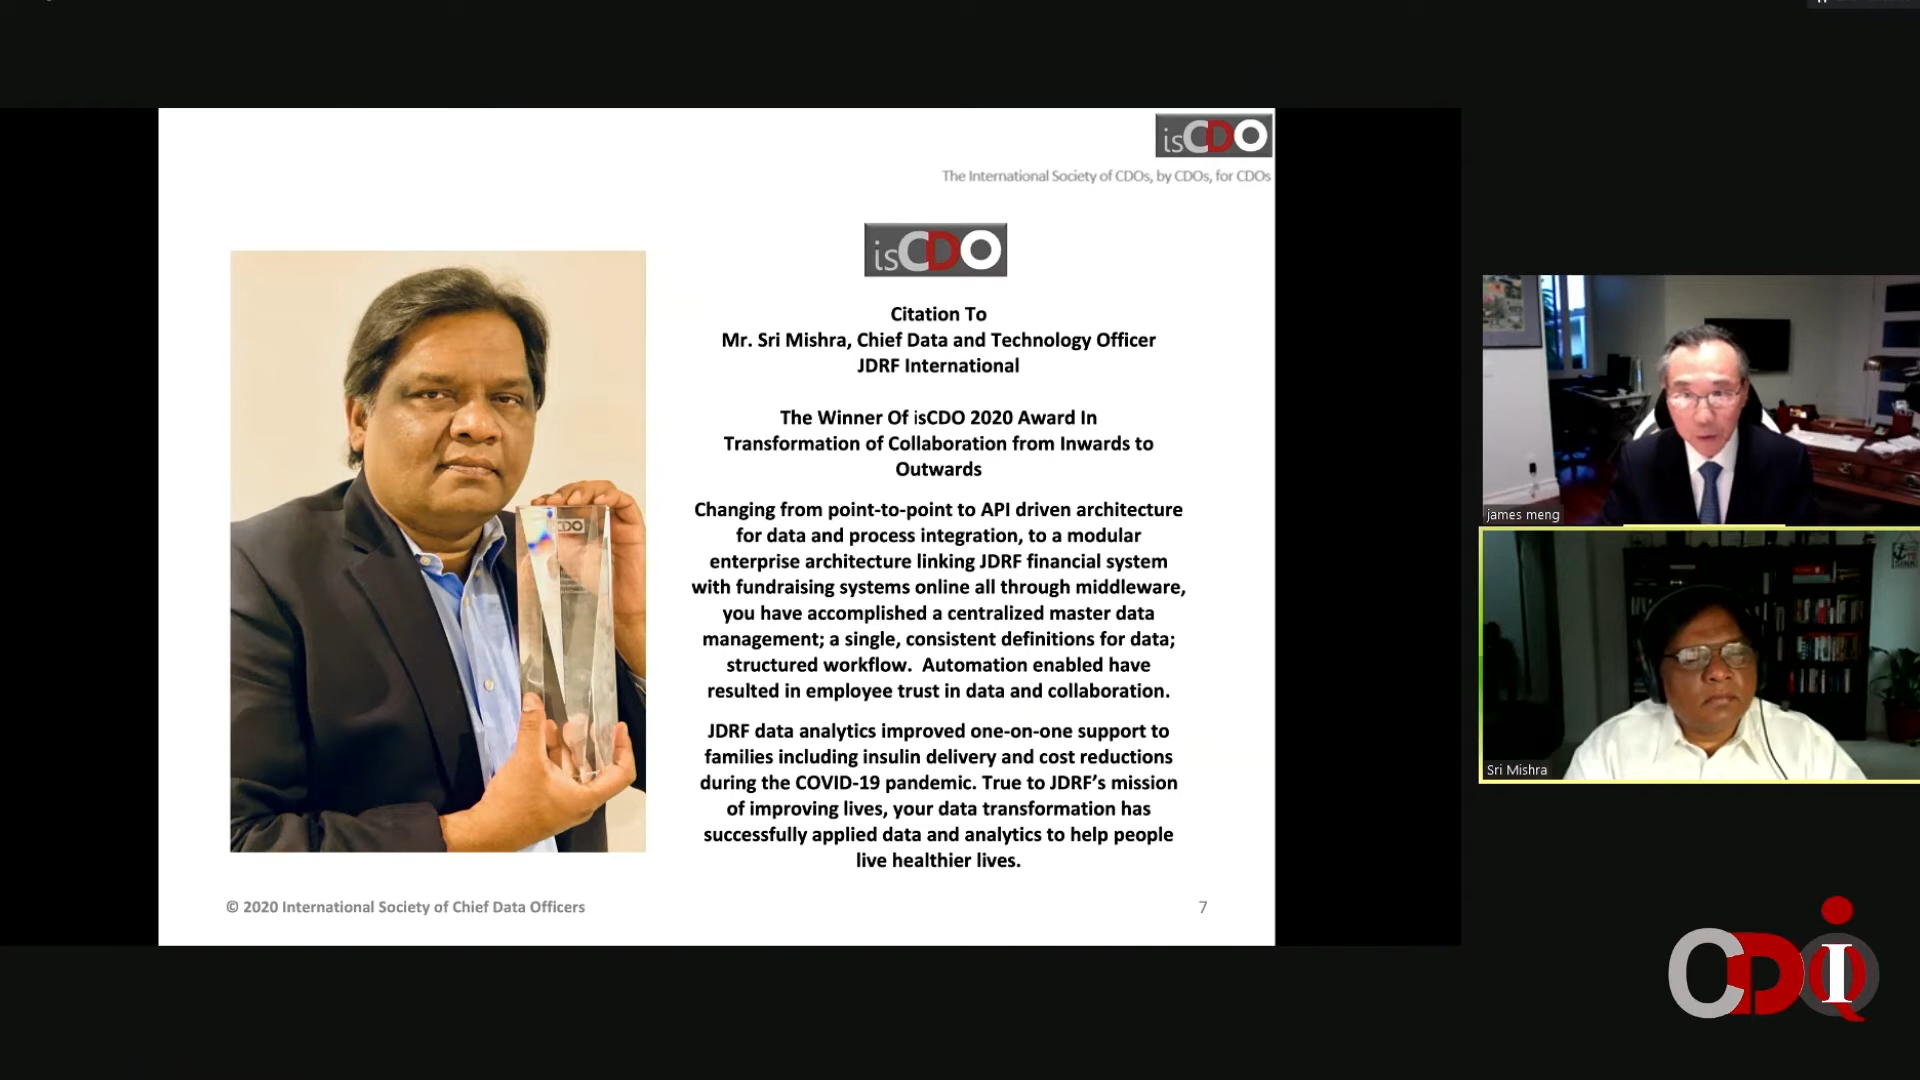 isCDO
The International Society of CDOs, by CDOs, for CDOs
isCDO
Citation To
Mr. Sri Mishra, Chief Data and Technology Officer
JDRF International
The Winner Of isCDO 2020 Award In
Transformation of Collaboration from Inwards to
Outwards
Changing from point-to-point to API driven architecture
for data and process integration, to a modular
enterprise architecture linking JDRF financial system
with fundraising systems online all through middleware,
you have accomplished a centralized master data
management; a single, consistent definitions for data;
structured workflow.  Automation enabled have
resulted in employee trust in data and collaboration.
JDRF data analytics improved one-on-one support to
families including insulin delivery and cost reductions
during the COVID-19 pandemic. True to JDRF’s mission
of improving lives, your data transformation has
successfully applied data and analytics to help people
live healthier lives.
© 2020 International Society of Chief Data Officers
7
james meng
Sri Mishra
CDOIQ